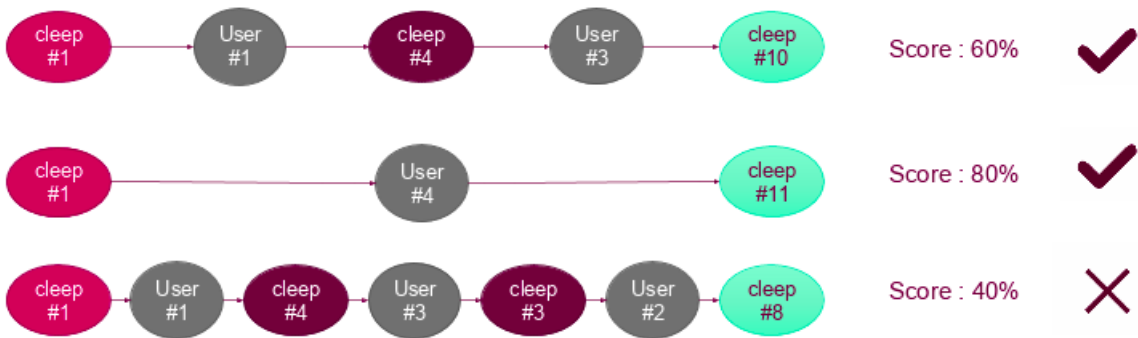 cleep
#1
User
#1
cleep
#4
User
#3
cleep
#10
Score : 60%
cleep
#1
User
#4
cleep
#11
Score : 80%
cleep
#1
User
#1
cleep
#4
User
#3
cleep
#3
User
#2
cleep
#8
Score : 40%